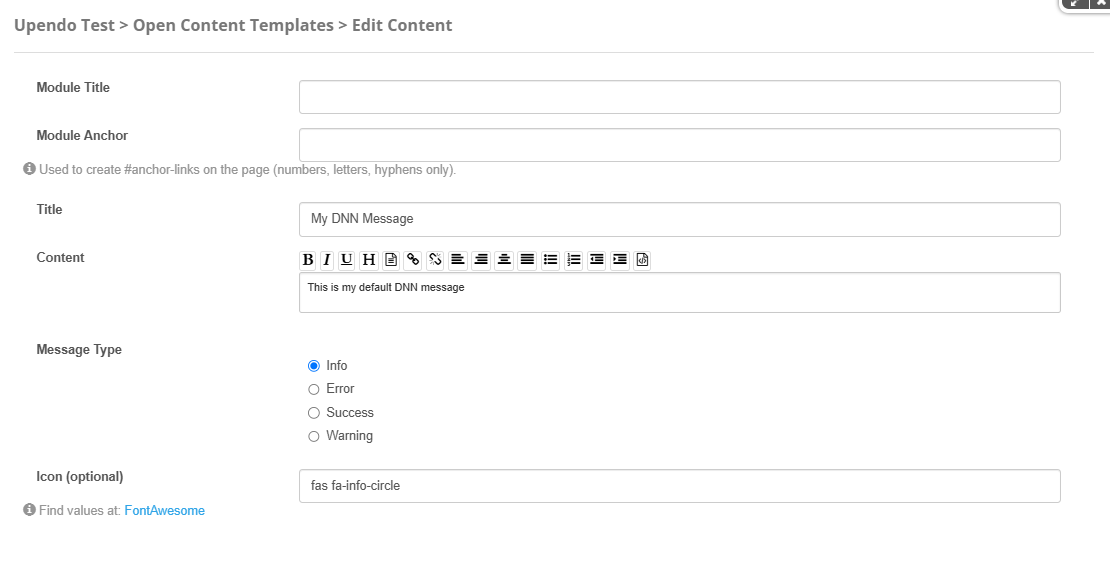 Upendo Test > Open Content Templates > Edit Content
Module Title
Module Anchor
Used to create #anchor-links on the page (numbers, letters, hyphens only).
Title
My DNN Message
Content
B I U H
This is my default DNN message
Message Type
Info
Error
Success
Warning
Icon (optional)
fas fa-info-circle
Find values at: FontAwesome